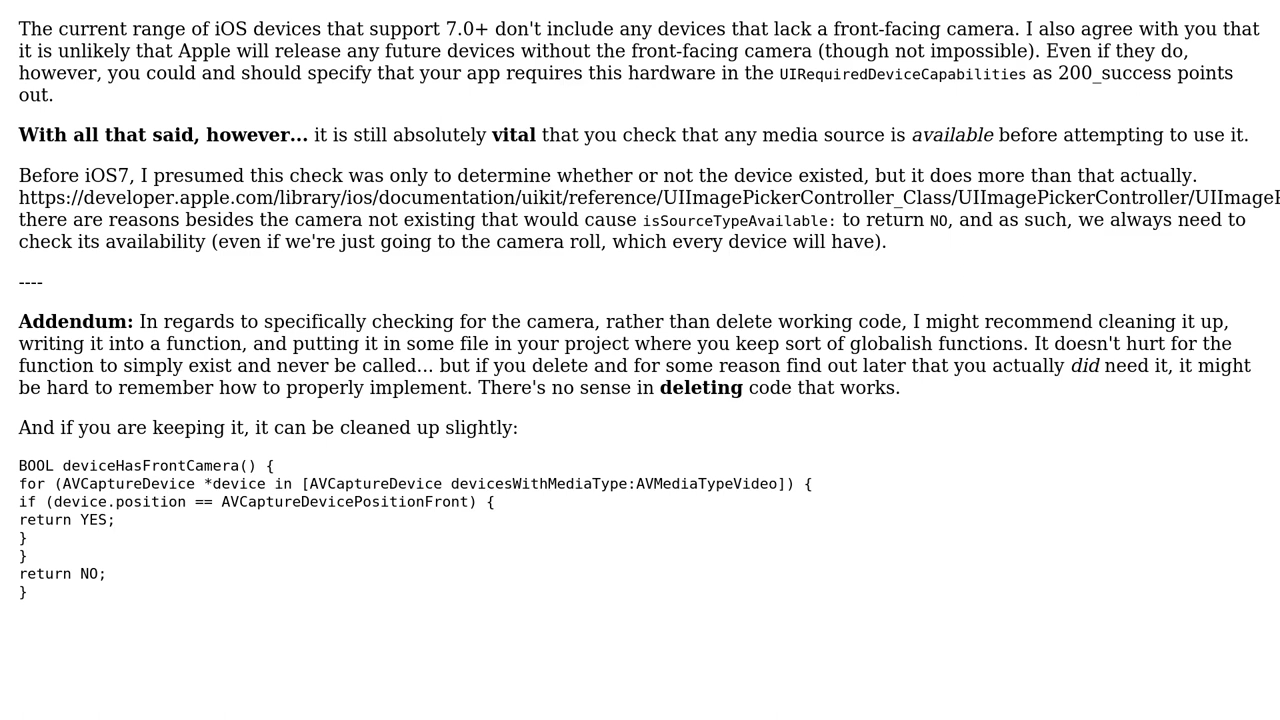 The current range of iOS devices that support 7.0+ don't include any devices that lack a front-facing camera. I also agree with you that
it is unlikely that Apple will release any future devices without the front-facing camera (though not impossible). Even if they do,
however, you could and should specify that your app requires this hardware in the UIRequiredDeviceCapabilities as 200_success points
out.
With all that said, however... it is still absolutely vital that you check that any media source is available before attempting to use it.
Before iOS7, I presumed this check was only to determine whether or not the device existed, but it does more than that actually.
https://developer.apple.com/library/ios/documentation/uikit/reference/UIImagePickerController_Class/UIImagePickerController/UIImageP
there are reasons besides the camera not existing that would cause isSourceTypeAvailable: to return NO, and as such, we always need to
check its availability (even if we're just going to the camera roll, which every device will have).
----
Addendum: In regards to specifically checking for the camera, rather than delete working code, I might recommend cleaning it up,
writing it into a function, and putting it in some file in your project where you keep sort of globalish functions. It doesn't hurt for the
function to simply exist and never be called... but if you delete and for some reason find out later that you actually did need it, it might
be hard to remember how to properly implement. There's no sense in deleting code that works.
And if you are keeping it, it can be cleaned up slightly:
BOOL deviceHasFrontCamera() {
for (AVCaptureDevice *device in [AVCaptureDevice devicesWithMediaType:AVMediaTypeVideo]) {
if (device.position == AVCaptureDevicePositionFront) {
return YES;
}
}
return NO;
}